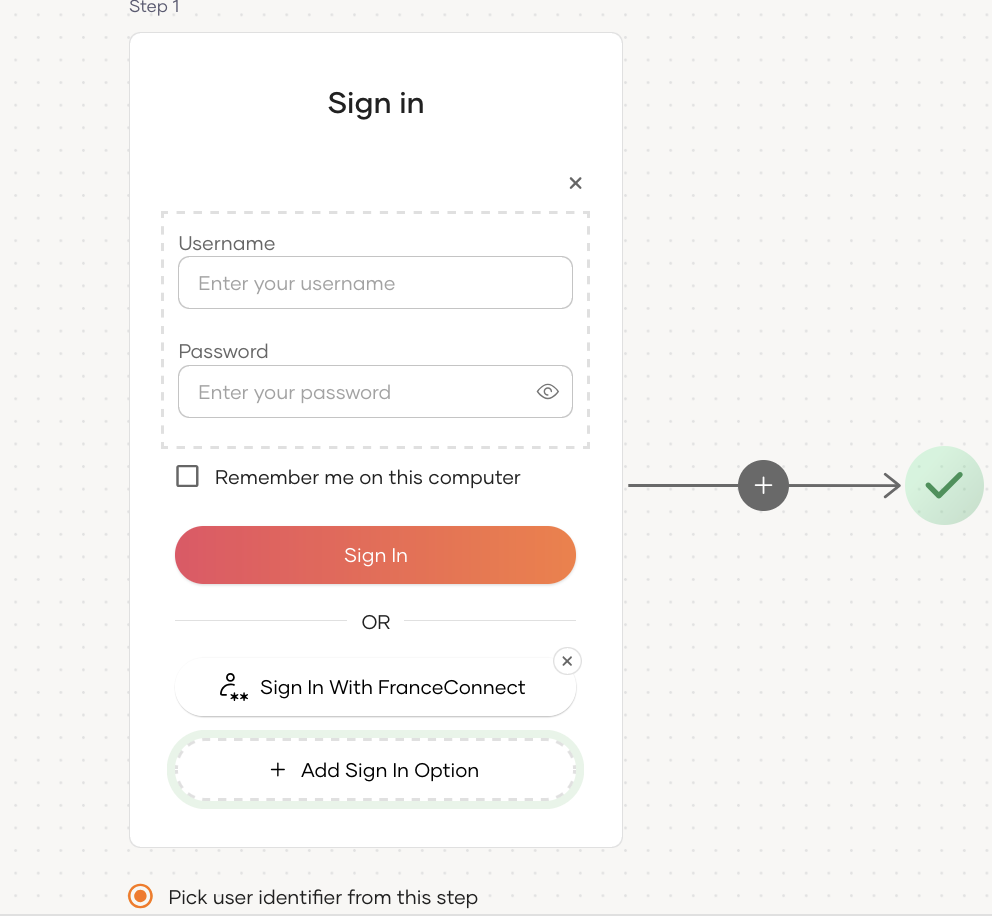 Step 1
Sign in
Username
Enter your username
Password
Enter your password
Remember me on this computer
Sign In
OR
Sign In With FranceConnect
+ Add Sign In Option
Pick user identifier from this step